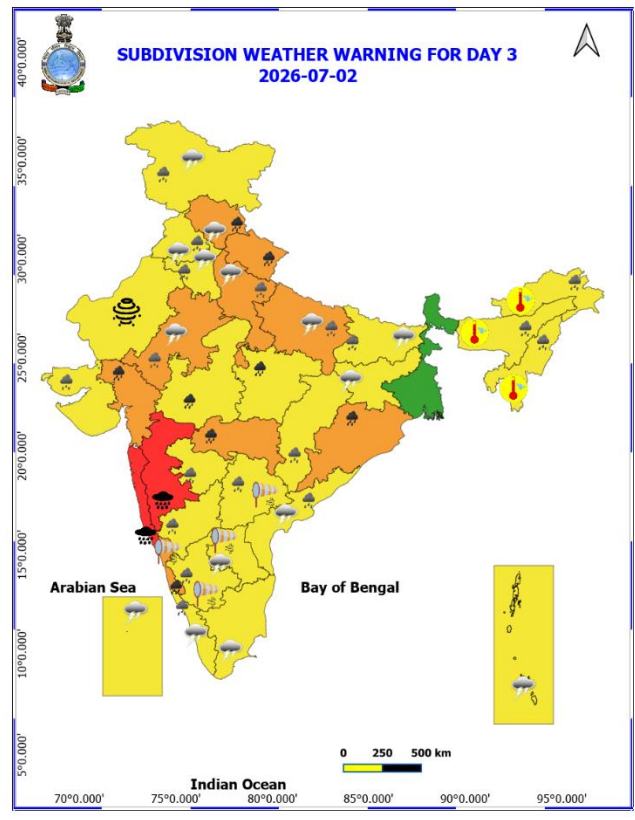 SUBDIVISION WEATHER WARNING FOR DAY 3
2026-07-02
40°0.000'
35°0.000'
30°0.000'
25°0.000'
20°0.000'
15°0.000'
10°0.000'
5°0.000'
Arabian Sea
Bay of Bengal
0 250 500 km
Indian Ocean
70°0.000' 75°0.000' 80°0.000' 85°0.000' 90°0.000' 95°0.000'